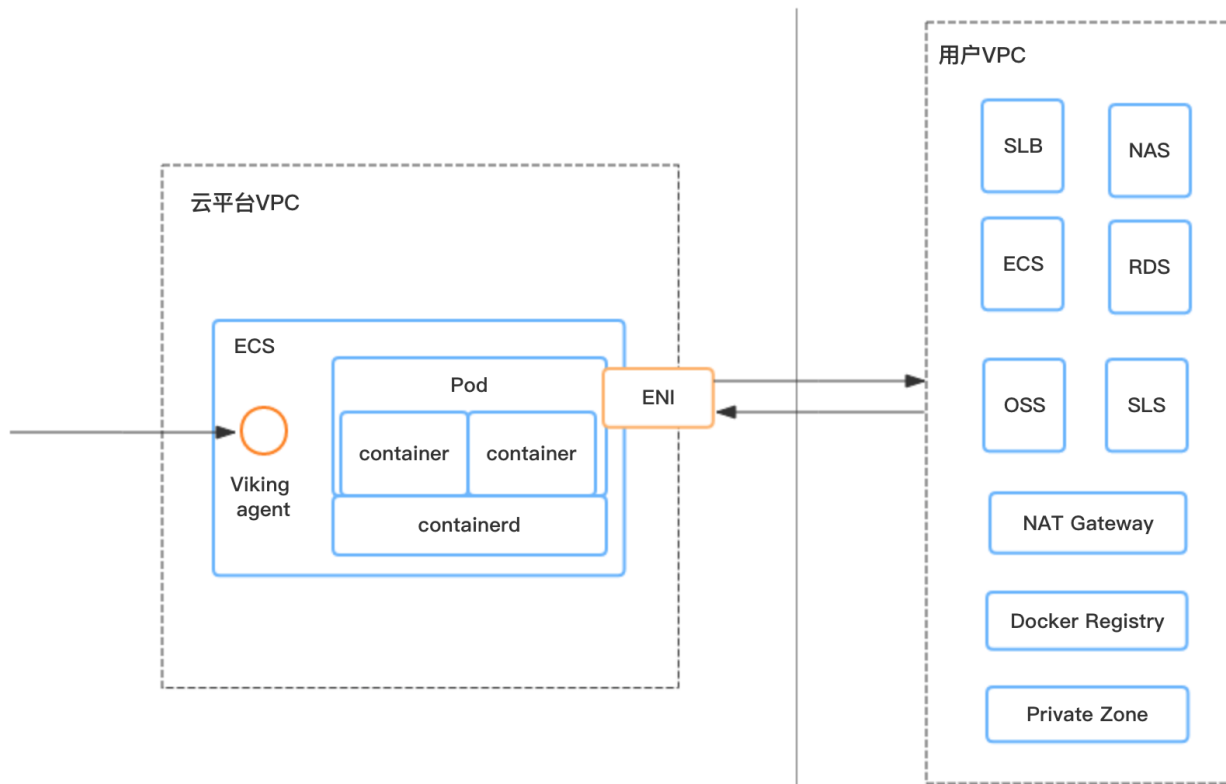 云平台VPC
ECS
Pod
container
container
containerd
Viking
agent
ENI
用户VPC
SLB
NAS
ECS
RDS
OSS
SLS
NAT Gateway
Docker Registry
Private Zone